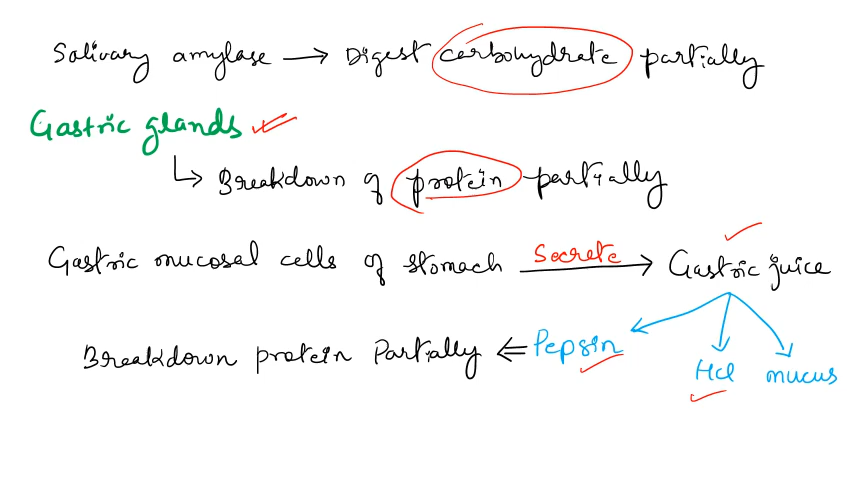 Salivary amylase → Digest carbohydrate partially
Gastric glands
↳ Breakdown of protein partially
Gastric mucosal cells of stomach Secrete → Gastric juice
Breakdown protein Partially ⇐ Pepsin
HCl mucus